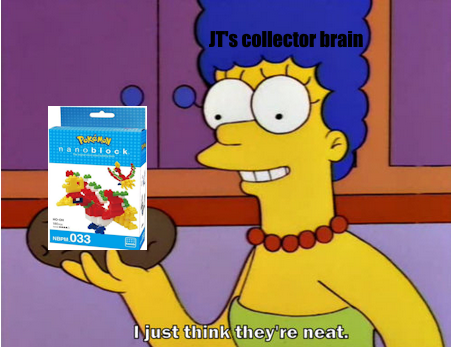 JT's collector brain
POKéMON
nanoblock
NBPM 033
I just think they're neat.